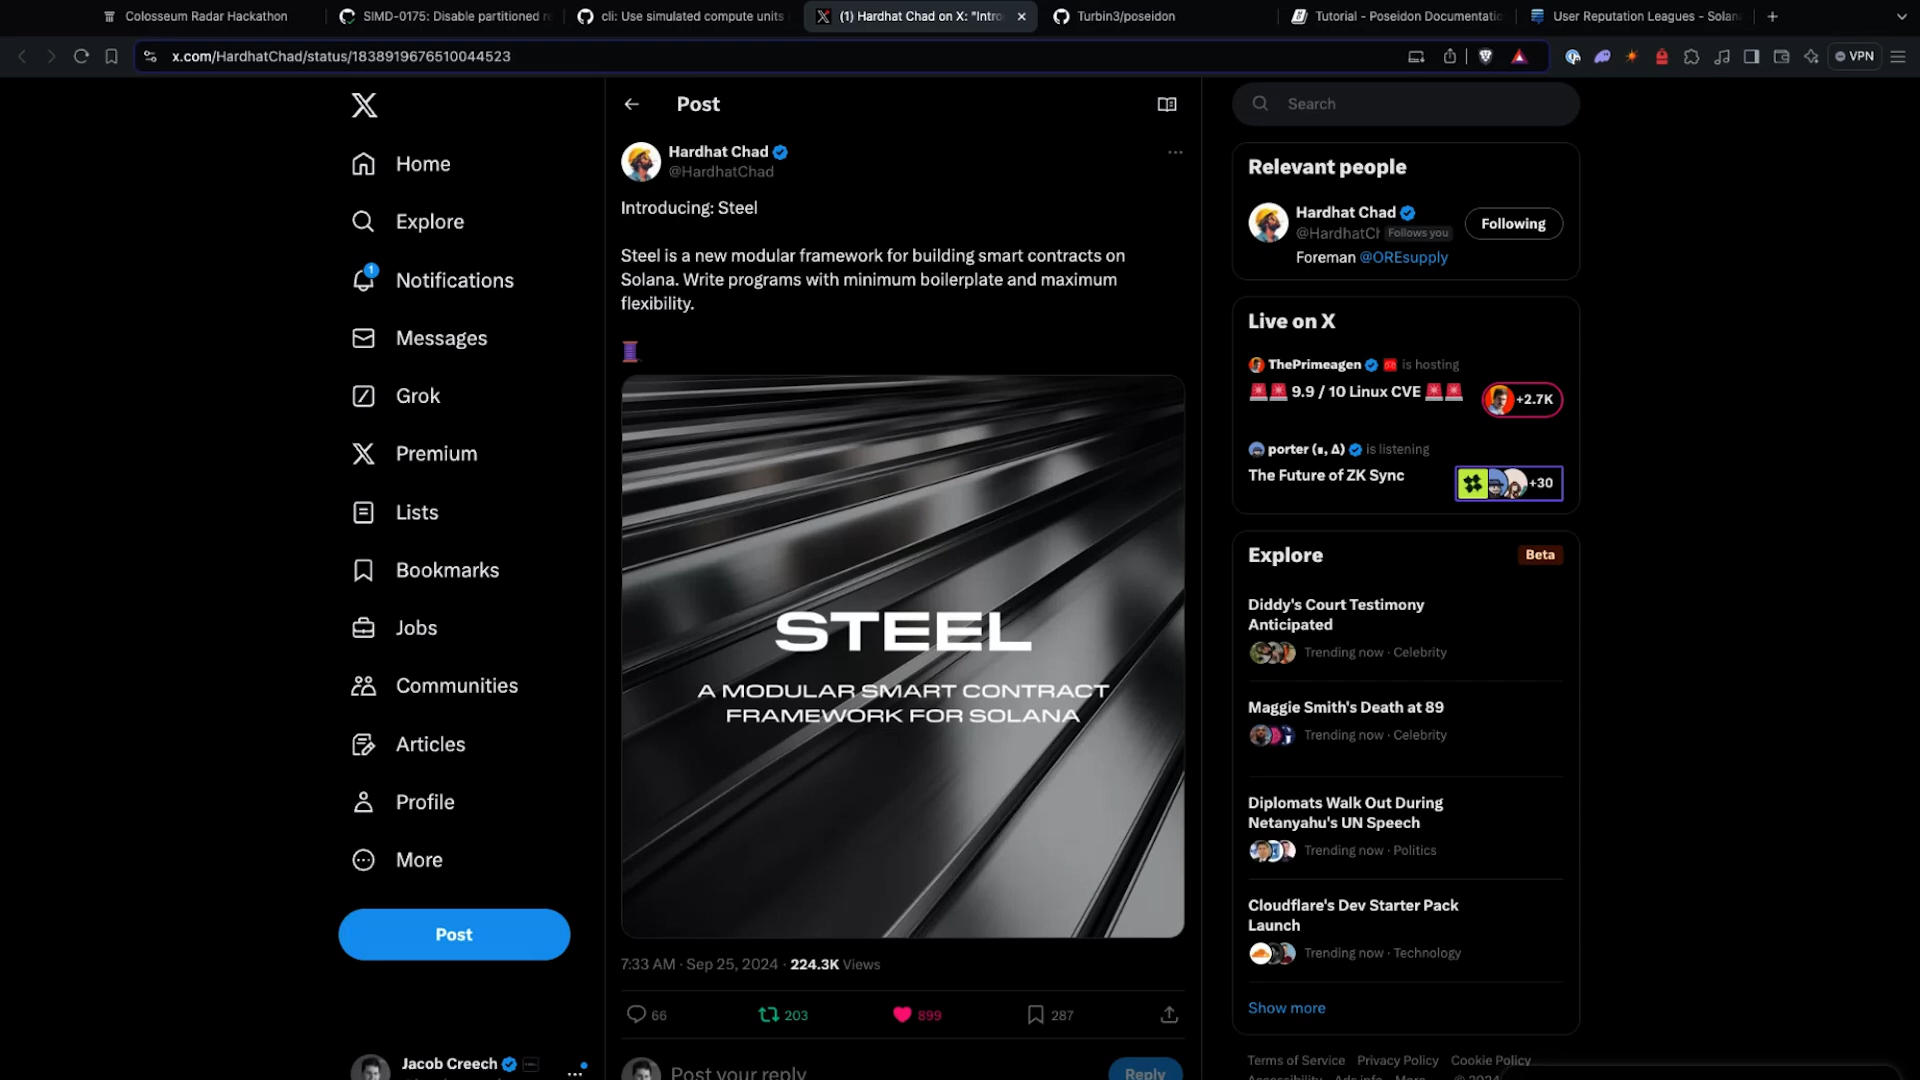 Colosseum Radar Hackathon
SIMD-0175: Disable partitioned
cli: Use simulated compute units
(1) Hardhat Chad on X: "Intro
Turbin3/poseidon
Tutorial - Poseidon Documentatio
User Reputation Leagues - Solan
x.com/HardhatChad/status/1838919676510044523
VPN
Home
Explore
Notifications
1
Messages
Grok
Premium
Lists
Bookmarks
Jobs
Communities
Articles
Profile
More
Post
Jacob Creech
Post
Hardhat Chad
@HardhatChad
Introducing: Steel
Steel is a new modular framework for building smart contracts on
Solana. Write programs with minimum boilerplate and maximum
flexibility.
STEEL
A MODULAR SMART CONTRACT
FRAMEWORK FOR SOLANA
7:33 AM · Sep 25, 2024 · 224.3K Views
66 203 899 287
Post your reply
Reply
Search
Relevant people
Hardhat Chad
@HardhatCh Follows you
Following
Foreman @OREsupply
Live on X
ThePrimeagen is hosting
9.9 / 10 Linux CVE
+2.7K
porter is listening
The Future of ZK Sync
+30
Explore
Beta
Diddy's Court Testimony
Anticipated
Trending now · Celebrity
Maggie Smith's Death at 89
Trending now · Celebrity
Diplomats Walk Out During
Netanyahu's UN Speech
Trending now · Politics
Cloudflare's Dev Starter Pack
Launch
Trending now · Technology
Show more
Terms of Service Privacy Policy Cookie Policy